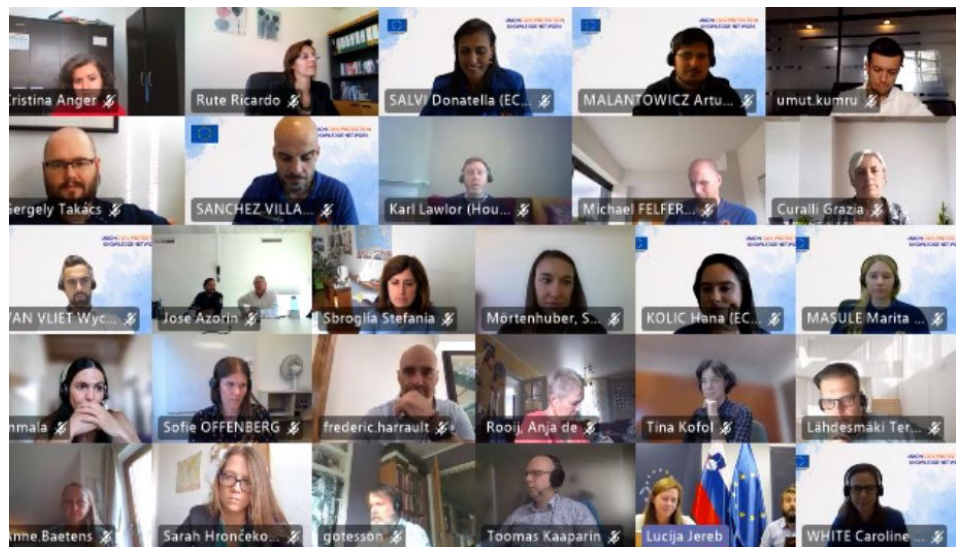 Cristina Anger
Rute Ricardo
SALVI Donatella (EC...
MALANTOWICZ Artu...
umut.kumru
Gergely Takács
SANCHEZ VILLA...
Karl Lawlor (Hou...
Michael FELFER...
Curalli Grazia
VAN VLIET Wyc...
Jose Azorin
Sbroglia Stefania
Mörtenhuber, S...
KOLIC Hana (EC...
MASULE Marita ...
nmala
Sofie OFFENBERG
frederic.harrault
Rooij, Anja de
Tina Kofol
Lähdesmäki Ter...
Anne.Baetens
Sarah Hrončeko...
gotesson
Toomas Kaaparin
Lucija Jereb
WHITE Caroline ...